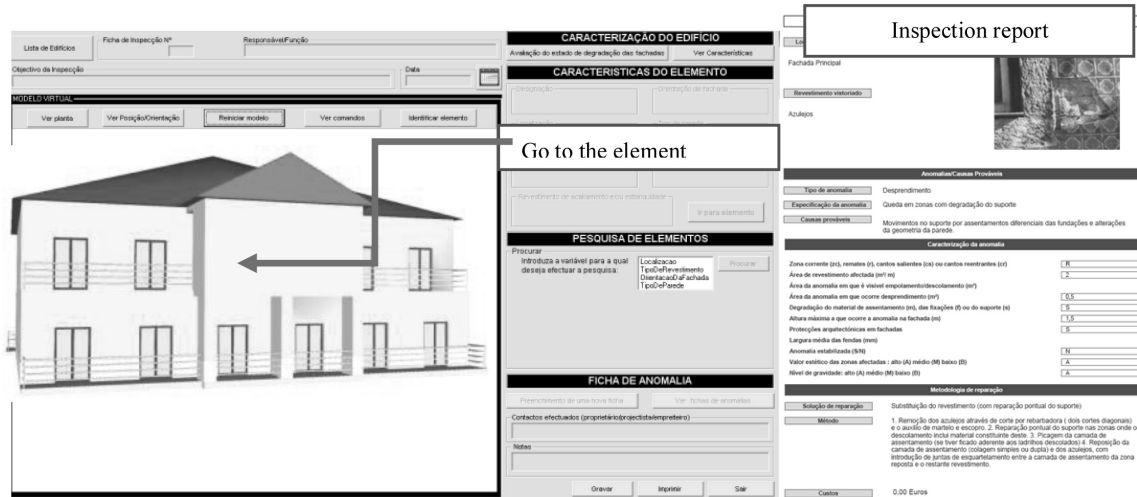 Lista de Edifícios
Ficha de Inspecção Nº
Responsável/Função
Objectivo da Inspecção
Data
MODELO VIRTUAL
Ver planta
Ver Posição/Orientação
Reiniciar modelo
Ver comandos
Identificar elemento
Go to the element
CARACTERIZAÇÃO DO EDIFÍCIO
Avaliação do estado de degradação das fachadas
Ver Características
CARACTERISTICAS DO ELEMENTO
Designação
Orientação da fachada
Revestimento de acabamento e/ou estanquidade
Ir para elemento
PESQUISA DE ELEMENTOS
Procurar
Introduza a variável para a qual
deseja efectuar a pesquisa:
Localizacao
TipoDeRevestimento
OrientacaoDaFachada
TipoDeParede
Procurar
FICHA DE ANOMALIA
Preenchimento de uma nova ficha
Ver fichas de anomalias
Contactos efectuados (proprietário/projectista/empreiteiro)
Notas
Gravar
Imprimir
Sair
Inspection report
Fachada Principal
Revestimento vistoriado
Azulejos
Anomalias/Causas Prováveis
Tipo de anomalia
Desprendimento
Especificação da anomalia
Queda em zonas com degradação do suporte
Causas prováveis
Movimentos no suporte por assentamentos diferenciais das fundações e alterações
da geometria da parede.
Caracterização da anomalia
Zona corrente (zc), remates (r), cantos salientes (cs) ou cantos reentrantes (cr)
R
Área de revestimento afectada (m²/ m)
2
Área da anomalia em que é visível empolamento/descolamento (m²)
Área da anomalia em que ocorre desprendimento (m²)
0,5
Degradação do material de assentamento (m), das fixações (f) ou do suporte (s)
S
Altura máxima a que ocorre a anomalia na fachada (m)
1,5
Protecções arquitectónicas em fachadas
S
Largura média das fendas (mm)
Anomalia estabilizada (S/N)
N
Valor estético das zonas afectadas : alto (A) médio (M) baixo (B)
A
Nível de gravidade: alto (A) médio (M) baixo (B)
A
Metodologia de reparação
Solução de reparação
Substituição do revestimento (com reparação pontual do suporte)
Método
1. Remoção dos azulejos através de corte por rebarbadora ( dois cortes diagonais)
e o auxílio de martelo e escopro. 2. Reparação pontual do suporte nas zonas onde o
descolamento inclui material constituinte deste. 3. Picagem da camada de
assentamento (se tiver ficado aderente aos ladrilhos descolados) 4. Reposição da
camada de assentamento (colagem simples ou dupla) e dos azulejos, com
introdução de juntas de esquartelamento entre a camada de assentamento da zona
reposta e o restante revestimento.
Custos
0,00 Euros